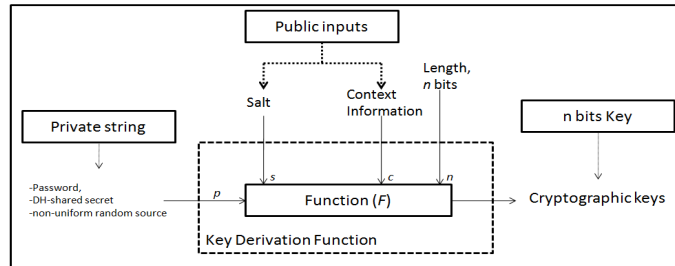 Public inputs
Length,
n bits
Salt
Context
Information
Private string
n bits Key
-Password,
-DH-shared secret
-non-uniform random source
p
s
c
n
Function (F)
Cryptographic keys
Key Derivation Function